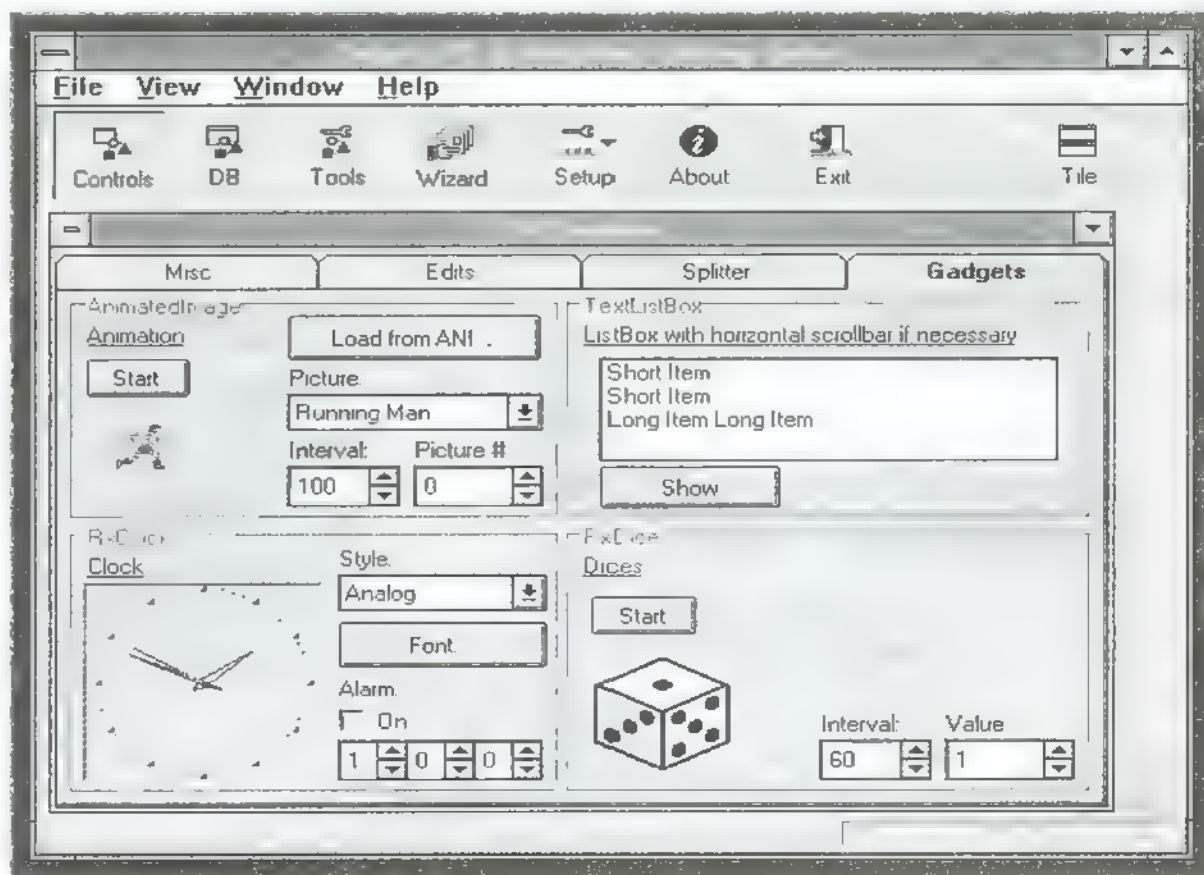 File View Window Help
Controls DB Tools Wizard Setup About Exit Tile
Misc Edits Splitter Gadgets
AnimatedImage
Animation
Load from ANI .
Start
Picture.
Running Man
Interval: Picture #
100 0
TextListBox
ListBox with horizontal scrollbar if necessary
Short Item
Short Item
Long Item Long Item
Show
RxClock
Clock
Style.
Analog
Font.
Alarm.
On
1 0 0
RxDice
Dices
Start
Interval: Value
60 1